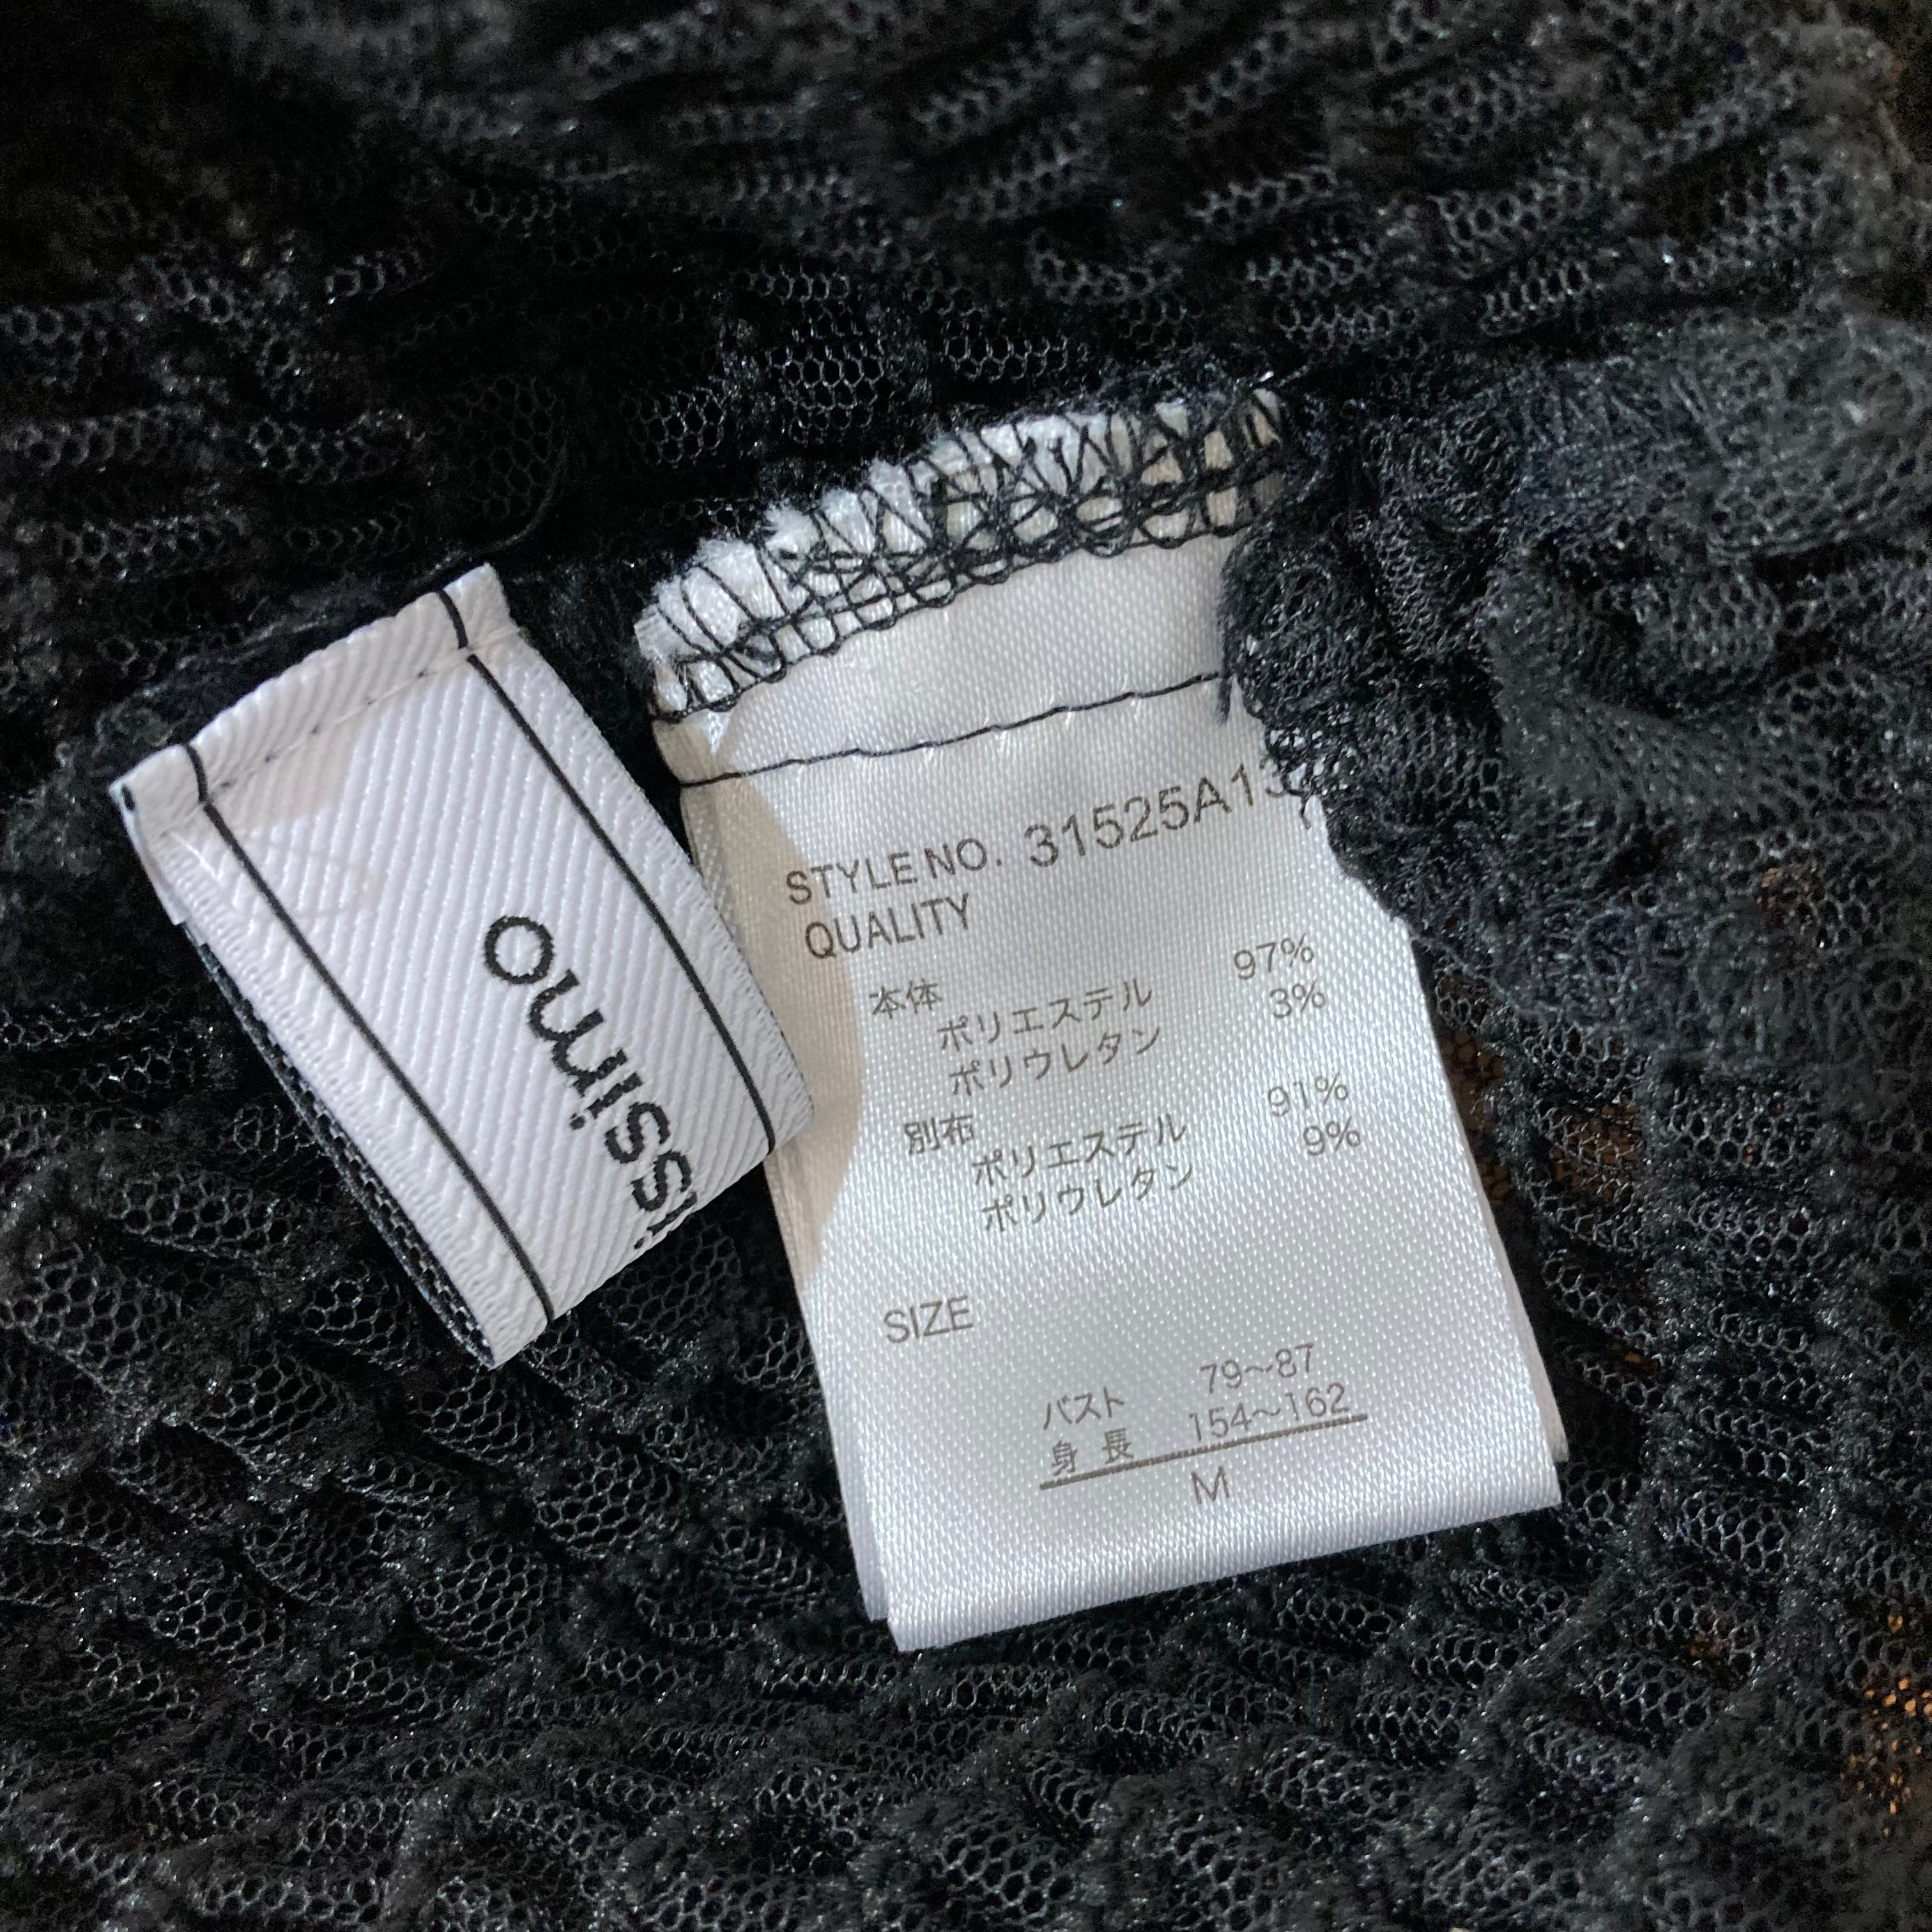 issimo
STYLE NO. 31525A13
QUALITY
本体
ポリエステル 97%
ポリウレタン 3%
別布
ポリエステル 91%
ポリウレタン 9%
SIZE
バスト 79～87
身長 154～162
M